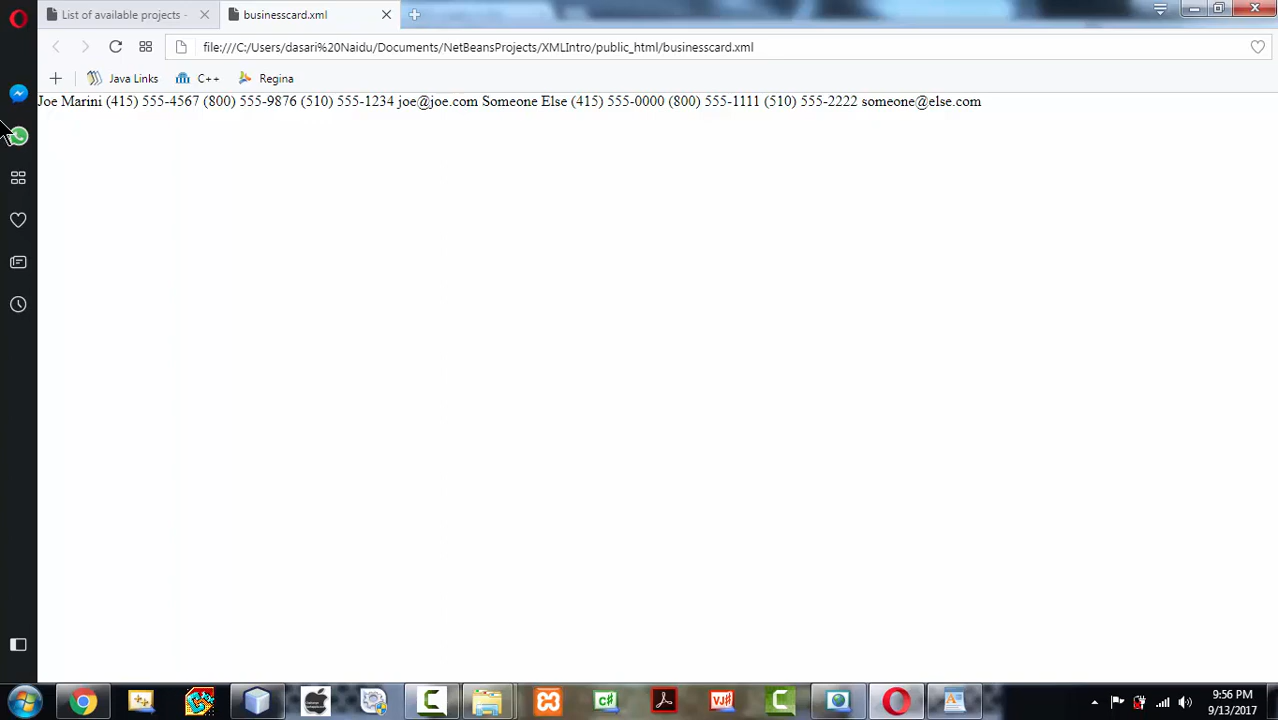 List of available projects -
businesscard.xml
file:///C:/Users/dasari%20Naidu/Documents/NetBeansProjects/XMLIntro/public_html/businesscard.xml
Java Links
C++
Regina
Joe Marini (415) 555-4567 (800) 555-9876 (510) 555-1234 joe@joe.com Someone Else (415) 555-0000 (800) 555-1111 (510) 555-2222 someone@else.com
9:56 PM
9/13/2017